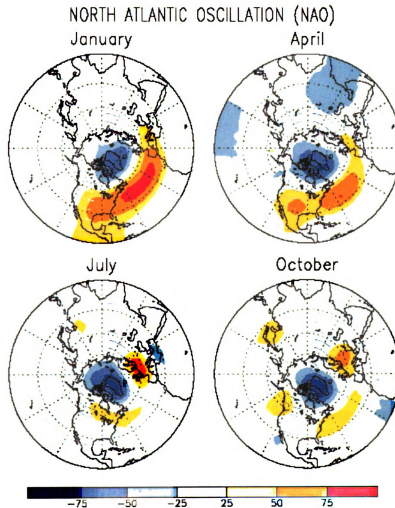 NORTH ATLANTIC OSCILLATION (NAO)
January April
July October
-75 -50 -25 25 50 75